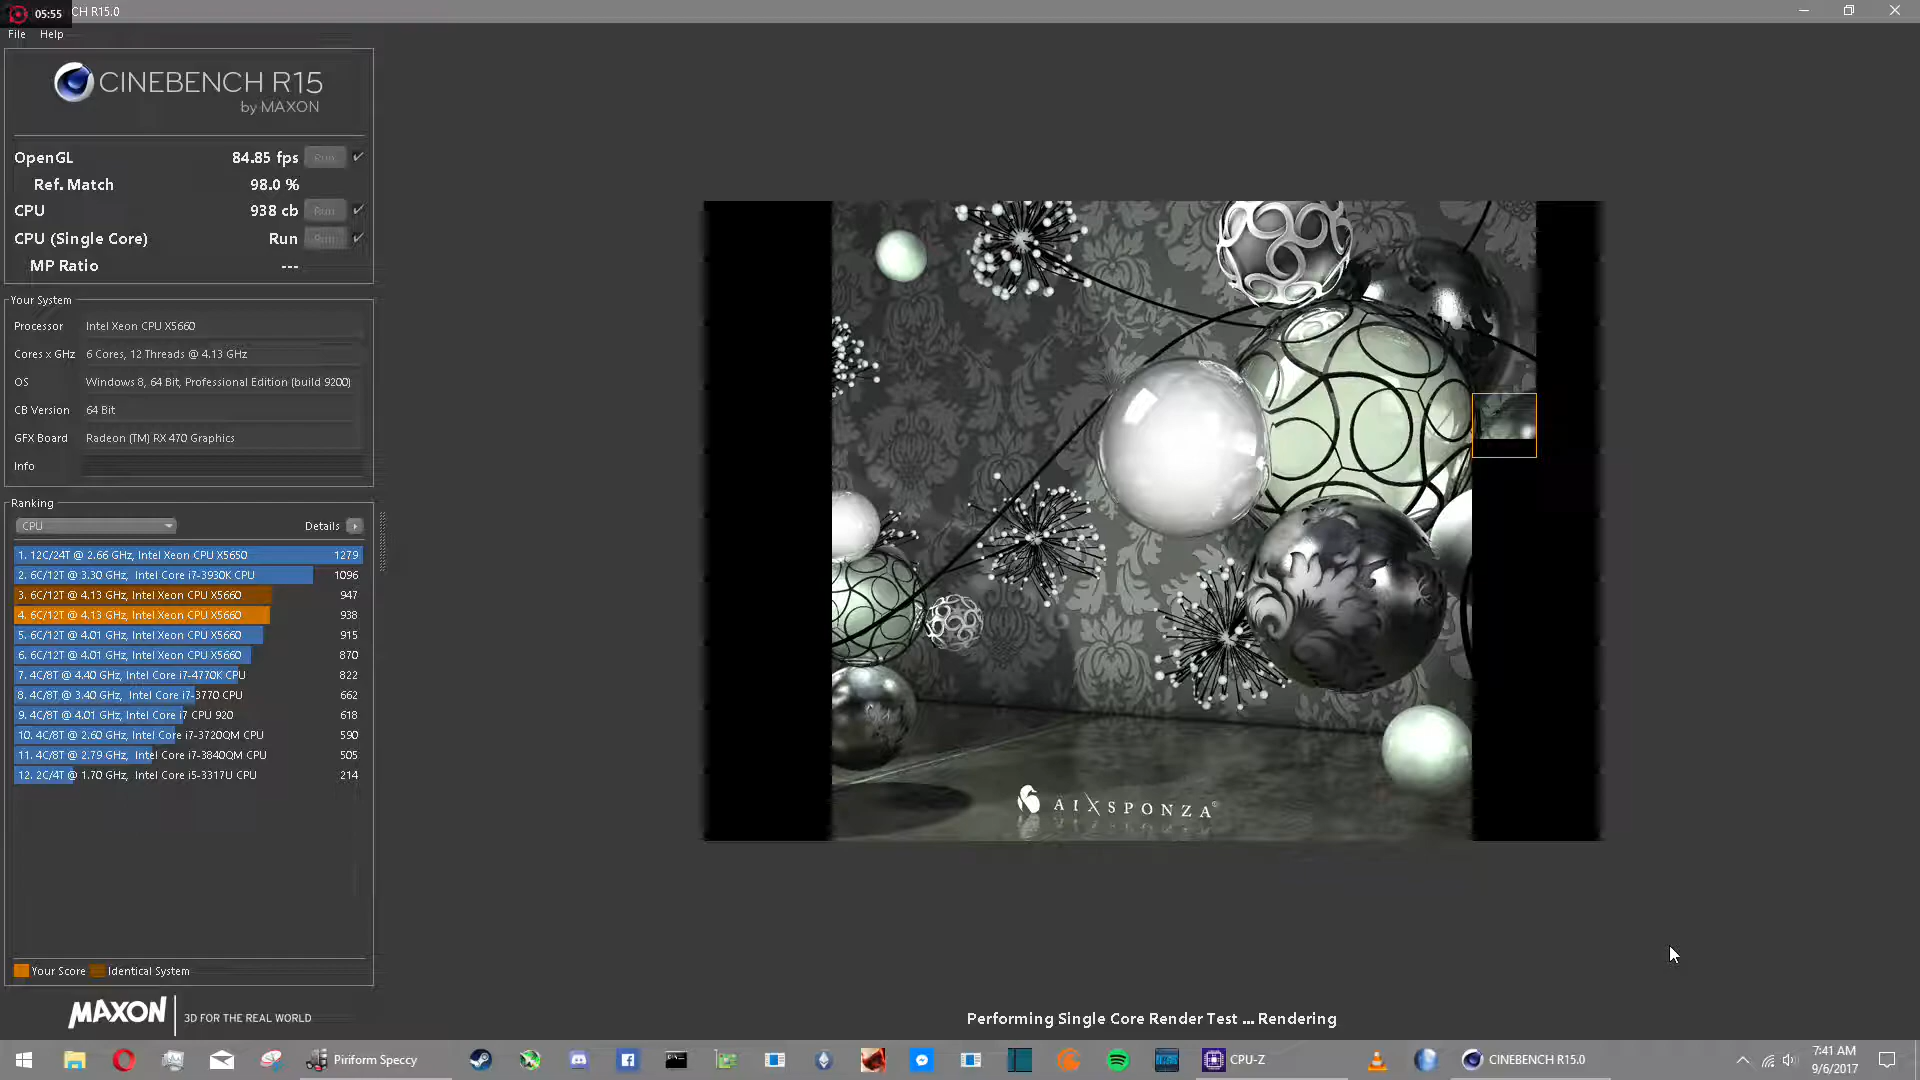 05:55
CH R15.0
File Help
CINEBENCH R15
by MAXON
OpenGL 84.85 fps Run
Ref. Match 98.0 %
CPU 938 cb Run
CPU (Single Core) Run Run
MP Ratio ---
Your System
Processor Intel Xeon CPU X5660
Cores x GHz 6 Cores, 12 Threads @ 4.13 GHz
OS Windows 8, 64 Bit, Professional Edition (build 9200)
CB Version 64 Bit
GFX Board Radeon (TM) RX 470 Graphics
Info
Ranking
CPU Details
1. 12C/24T @ 2.66 GHz, Intel Xeon CPU X5650 1279
2. 6C/12T @ 3.30 GHz, Intel Core i7-3930K CPU 1096
3. 6C/12T @ 4.13 GHz, Intel Xeon CPU X5660 947
4. 6C/12T @ 4.13 GHz, Intel Xeon CPU X5660 938
5. 6C/12T @ 4.01 GHz, Intel Xeon CPU X5660 915
6. 6C/12T @ 4.01 GHz, Intel Xeon CPU X5660 870
7. 4C/8T @ 4.40 GHz, Intel Core i7-4770K CPU 822
8. 4C/8T @ 3.40 GHz, Intel Core i7-3770 CPU 662
9. 4C/8T @ 4.01 GHz, Intel Core i7 CPU 920 618
10. 4C/8T @ 2.60 GHz, Intel Core i7-3720QM CPU 590
11. 4C/8T @ 2.79 GHz, Intel Core i7-3840QM CPU 505
12. 2C/4T @ 1.70 GHz, Intel Core i5-3317U CPU 214
Your Score Identical System
MAXON 3D FOR THE REAL WORLD
AIXSPONZA®
Performing Single Core Render Test ... Rendering
Piriform Speccy CPU-Z CINEBENCH R15.0 7:41 AM
9/6/2017